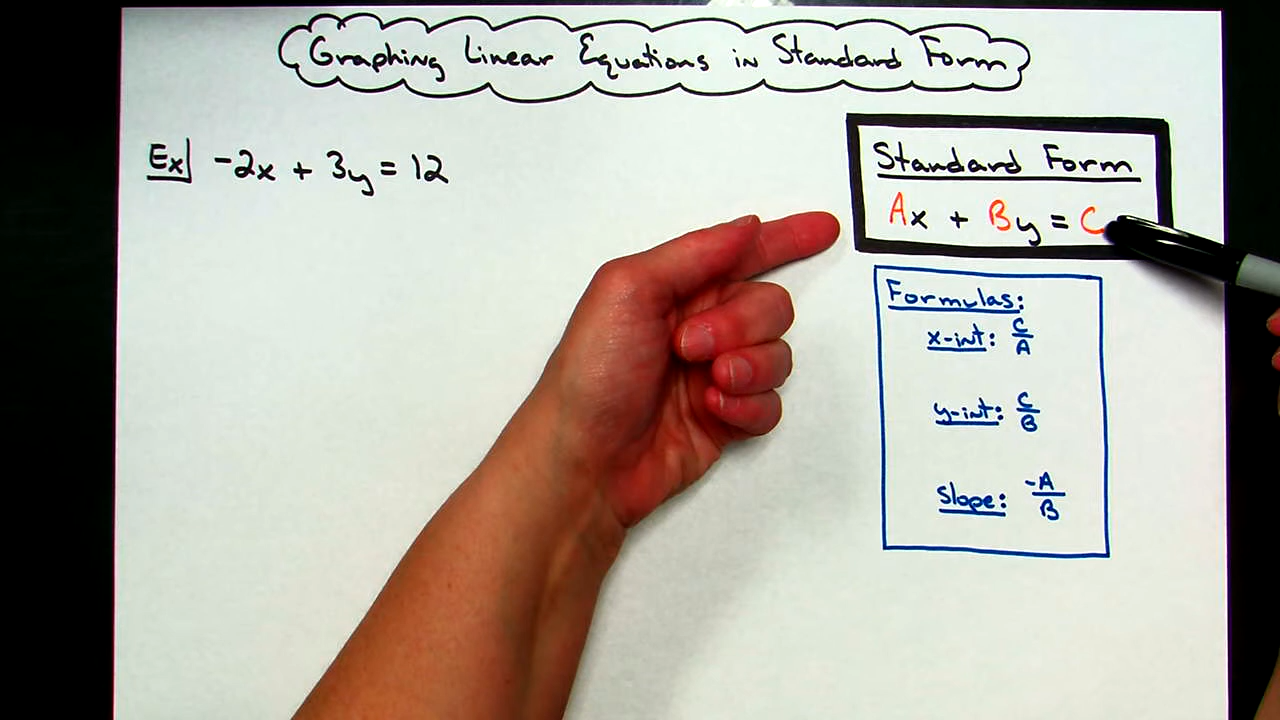 Graphing Linear Equations in Standard Form
Ex) -2x + 3y = 12
Standard Form
Ax + By = C
Formulas:
x-int: C/A
y-int: C/B
Slope: -A/B